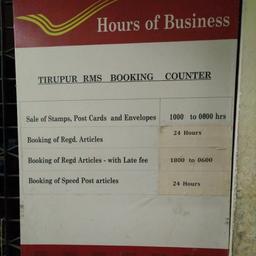 Hours of Business
TIRUPUR RMS BOOKING COUNTER
Sale of Stamps, Post Cards and Envelopes 1000 to 0000 hrs
Booking of Regd. Articles 24 Hours
Booking of Regd Articles - with Late fee 1800 to 0600
Booking of Speed Post articles 24 Hours